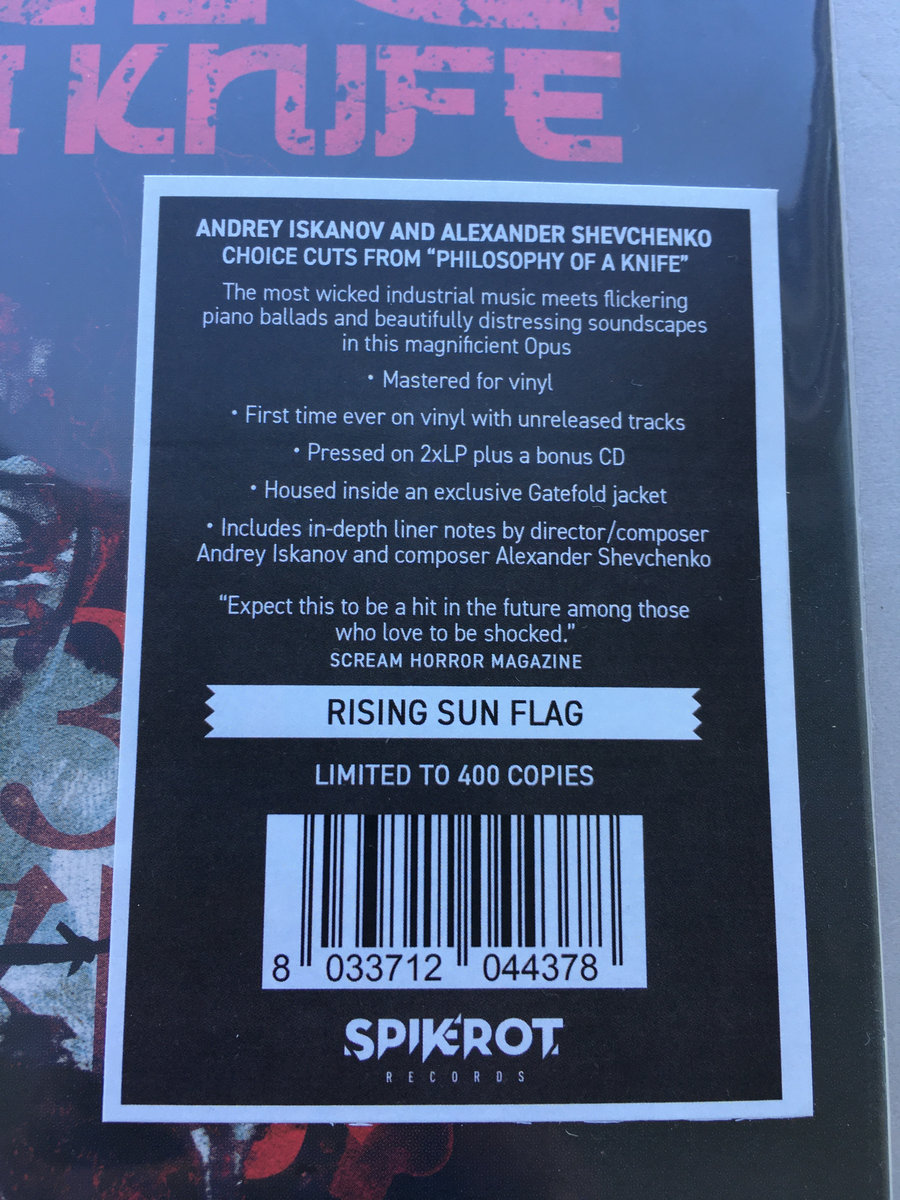 KNIFE
ANDREY ISKANOV AND ALEXANDER SHEVCHENKO
CHOICE CUTS FROM “PHILOSOPHY OF A KNIFE”
The most wicked industrial music meets flickering
piano ballads and beautifully distressing soundscapes
in this magnificient Opus
• Mastered for vinyl
• First time ever on vinyl with unreleased tracks
• Pressed on 2xLP plus a bonus CD
• Housed inside an exclusive Gatefold jacket
• Includes in-depth liner notes by director/composer
Andrey Iskanov and composer Alexander Shevchenko
“Expect this to be a hit in the future among those
who love to be shocked.”
SCREAM HORROR MAGAZINE
RISING SUN FLAG
LIMITED TO 400 COPIES
8 033712 044378
SPIKEROT
RECORDS